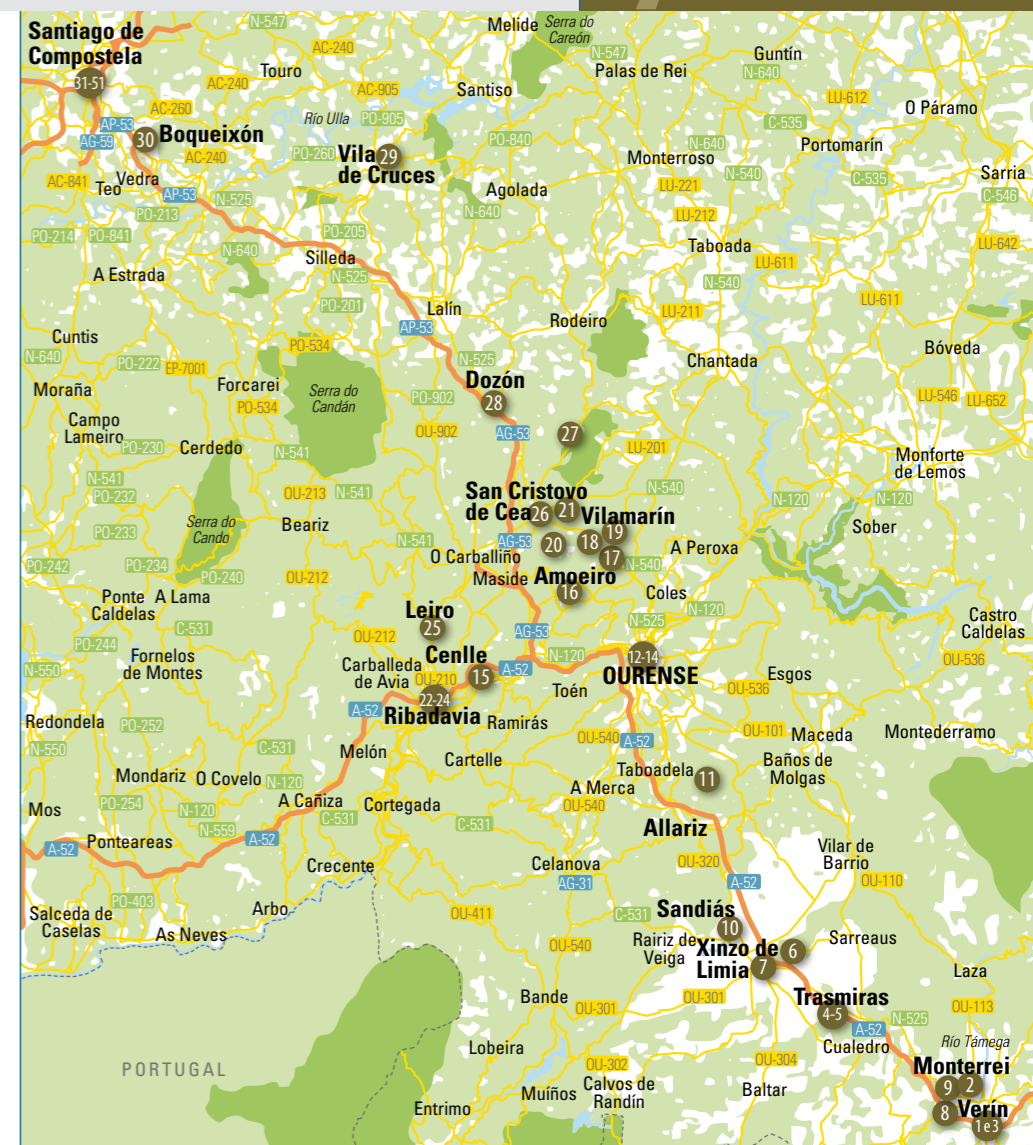 Santiago de
Compostela
31-51
N-547
Melide
Serra do
Careón
AC-240
N-547
Guntín
Touro
Palas de Rei
N-640
AC-240
AC-905
Santiso
LU-612
AC-260
O Páramo
Río Ulla
PO-905
C-535
AP-53
30
Boqueixón
AG-59
PO-840
N-640
Portomarín
AC-240
PO-260
Vila
de Cruces
29
Monterroso
N-540
Sarria
AC-841
Teo
Vedra
AP-53
N-525
Agolada
LU-221
C-535
C-546
PO-213
N-640
LU-212
PO-214
PO-841
PO-205
Taboada
LU-642
N-640
Silleda
LU-611
A Estrada
N-525
N-540
PO-201
Lalín
LU-211
LU-611
Rodeiro
Cuntis
AP-53
PO-534
Bóveda
N-640
PO-222
EP-7001
N-525
Chantada
Moraña
Forcarei
Serra do
Candán
Dozón
28
PO-902
LU-546
LU-652
PO-534
Campo
Lameiro
OU-902
AG-53
27
PO-230
Cerdedo
LU-201
Monforte
de Lemos
N-541
N-541
PO-232
OU-213
N-541
San Cristovo
de Cea
26
21
N-540
N-120
N-120
Vilamarín
Serra do
Cando
Beariz
19
Sober
PO-233
N-541
AG-53
20
18
A Peroxa
O Carballiño
17
N-540
PO-242
PO-234
PO-240
OU-212
Maside
Amoeiro
16
Coles
Ponte
Caldelas
A Lama
Leiro
25
N-120
Castro
Caldelas
C-531
AG-53
N-525
PO-244
OU-212
Cenlle
15
N-120
12-14
OURENSE
N-550
Fornelos
de Montes
Carballeda
de Avia
A-52
OU-536
OU-210
Esgos
22-24
Ribadavia
Toén
OU-536
A-52
Redondela
PO-252
Ramirás
OU-540
OU-101
Maceda
Montederramo
N-550
C-531
Melón
A-52
Cartelle
Baños de
Molgas
Mondariz
O Covelo
N-120
Taboadela
11
A Merca
Mos
PO-254
A Cañiza
Cortegada
OU-540
N-120
C-531
C-531
Allariz
N-559
A-52
Ponteareas
A-52
Vilar de
Barrio
Crecente
Celanova
OU-320
AG-31
A-52
OU-110
PO-403
Arbo
OU-411
Sandiás
10
Salceda de
Caselas
C-531
As Neves
OU-540
Rairiz de
Veiga
Xinzo de
Limia
7
6
Sarreaus
Laza
Bande
OU-301
OU-301
Trasmiras
4-5
OU-113
A-52
N-525
Lobeira
Cualedro
Río Támega
PORTUGAL
OU-302
OU-304
Monterrei
9
2
Muíños
Calvos de
Randín
Baltar
Entrimo
8
Verín
1e3